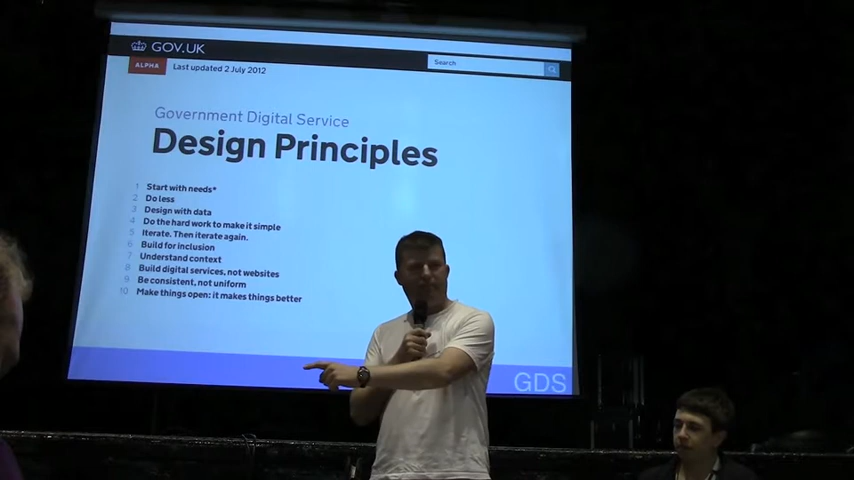 GOV.UK
Search
ALPHA
Last updated 2 July 2012
Government Digital Service
Design Principles
1 Start with needs*
2 Do less
3 Design with data
4 Do the hard work to make it simple
5 Iterate. Then iterate again.
6 Build for inclusion
7 Understand context
8 Build digital services, not websites
9 Be consistent, not uniform
10 Make things open: it makes things better
GDS